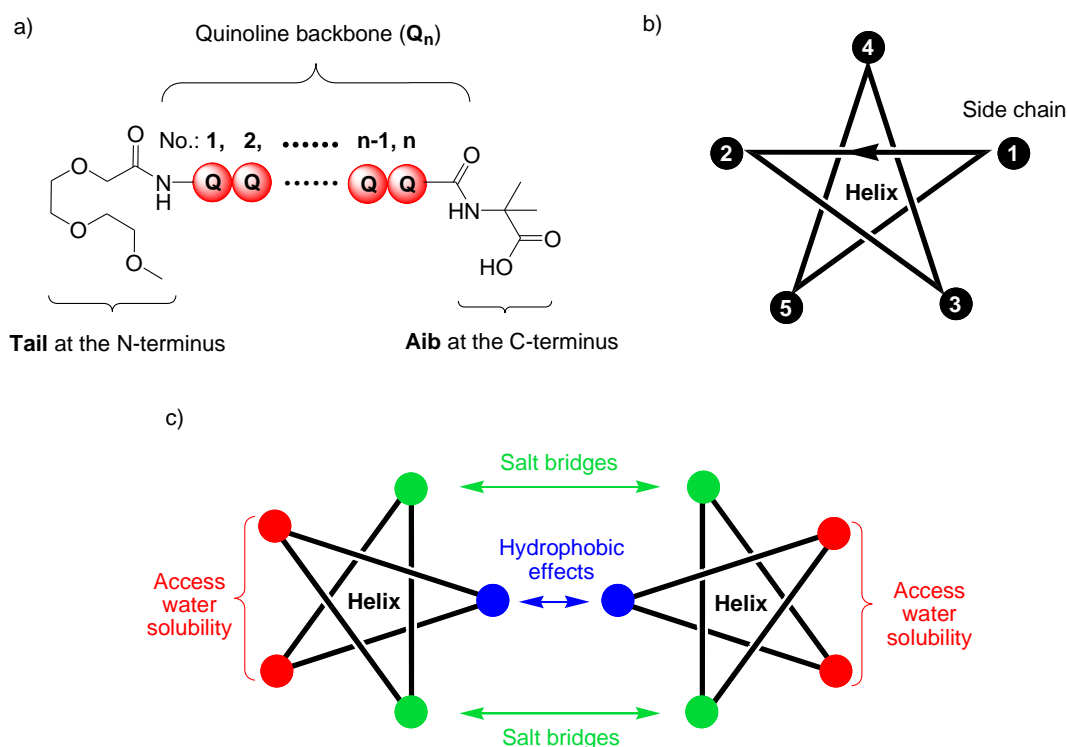 a)
Quinoline backbone (Qn)
No.: 1, 2, ······ n-1, n
O
O
N
H
Q Q ······ Q Q
O
NH
O
O
HO
O
Tail at the N-terminus
Aib at the C-terminus
b)
4
Side chain
2
1
Helix
5
3
c)
Salt bridges
Hydrophobic
effects
Access
water
solubility
Helix
Helix
Access
water
solubility
Salt bridges